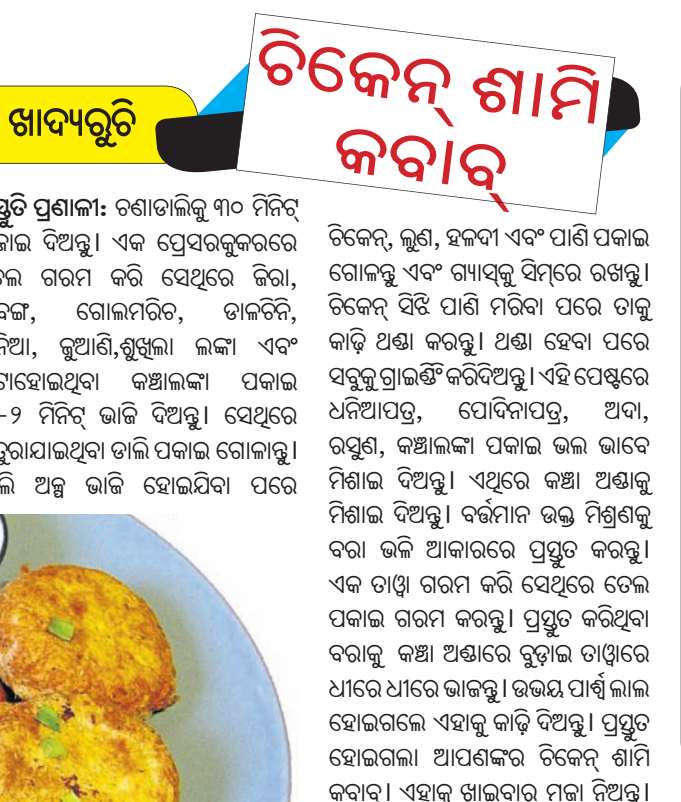 ଖାଦ୍ୟରୁଚି
ଚିକେନ୍ ଶାମି
କବାବ୍
ପ୍ରଣାଳୀ: ଚଣାଡାଲିକୁ ୩୦ ମିନିଟ୍
ଦିଅନ୍ତୁ। ଏକ ପ୍ରେସରକୁକରରେ
ଗରମ କରି ସେଥିରେ ଜିରା,
ଗୋଲମରିଚ, ଡାଳଚିନି,
କୁଆଣି,ଶୁଖିଲା ଲଙ୍କା ଏବଂ
କଞ୍ଚାଲଙ୍କା ପକାଇ
-୨ ମିନିଟ୍ ଭାଜି ଦିଅନ୍ତୁ। ସେଥିରେ
ଡାଲି ପକାଇ ଗୋଳାନ୍ତୁ।
ଅଳ୍ପ ଭାଜି ହୋଇଯିବା ପରେ
ଚିକେନ୍, ଲୁଣ, ହଳଦୀ ଏବଂ ପାଣି ପକାଇ
ଗୋଳନ୍ତୁ ଏବଂ ଗ୍ୟାସ୍‌କୁ ସିମ୍‌ରେ ରଖନ୍ତୁ।
ଚିକେନ୍ ସିଝି ପାଣି ମରିବା ପରେ ତାକୁ
କାଢ଼ି ଥଣ୍ଡା କରନ୍ତୁ। ଥଣ୍ଡା ହେବା ପରେ
ସବୁକୁ ଗ୍ରାଇଣ୍ଡିଂ କରିଦିଅନ୍ତୁ। ଏହି ପେଷ୍ଟରେ
ଧନିଆପତ୍ର, ପୋଦିନାପତ୍ର, ଅଦା,
ରସୁଣ, କଞ୍ଚାଲଙ୍କା ପକାଇ ଭଲ ଭାବେ
ମିଶାଇ ଦିଅନ୍ତୁ। ଏଥିରେ କଞ୍ଚା ଅଣ୍ଡାକୁ
ମିଶାଇ ଦିଅନ୍ତୁ। ବର୍ତ୍ତମାନ ଉକ୍ତ ମିଶ୍ରଣକୁ
ବରା ଭଳି ଆକାରରେ ପ୍ରସ୍ତୁତ କରନ୍ତୁ।
ଏକ ତାୱା ଗରମ କରି ସେଥିରେ ତେଲ
ପକାଇ ଗରମ କରନ୍ତୁ। ପ୍ରସ୍ତୁତ କରିଥିବା
ବରାକୁ କଞ୍ଚା ଅଣ୍ଡାରେ ବୁଡ଼ାଇ ତାୱାରେ
ଧୀରେ ଧୀରେ ଭାଜନ୍ତୁ। ଉଭୟ ପାର୍ଶ୍ୱ ଲାଲ
ହୋଇଗଲେ ଏହାକୁ କାଢ଼ି ଦିଅନ୍ତୁ। ପ୍ରସ୍ତୁତ
ହୋଇଗଲା ଆପଣଙ୍କର ଚିକେନ୍ ଶାମି
କବାବ୍। ଏହାକୁ ଖାଇବାର ମଜା ନିଅନ୍ତୁ।